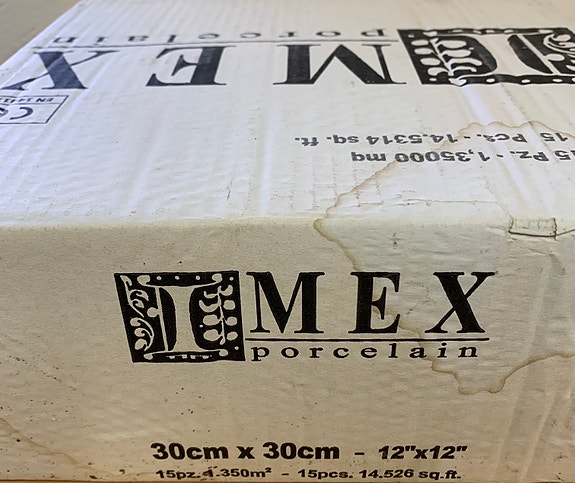 IMEX
porcelain
15 Pz. - 1,35000 mq
15 Pcs. - 14.5314 sq. ft.
IMEX
porcelain
30cm x 30cm - 12"x12"
15pz. 1.350m² - 15pcs. 14.526 sq.ft.